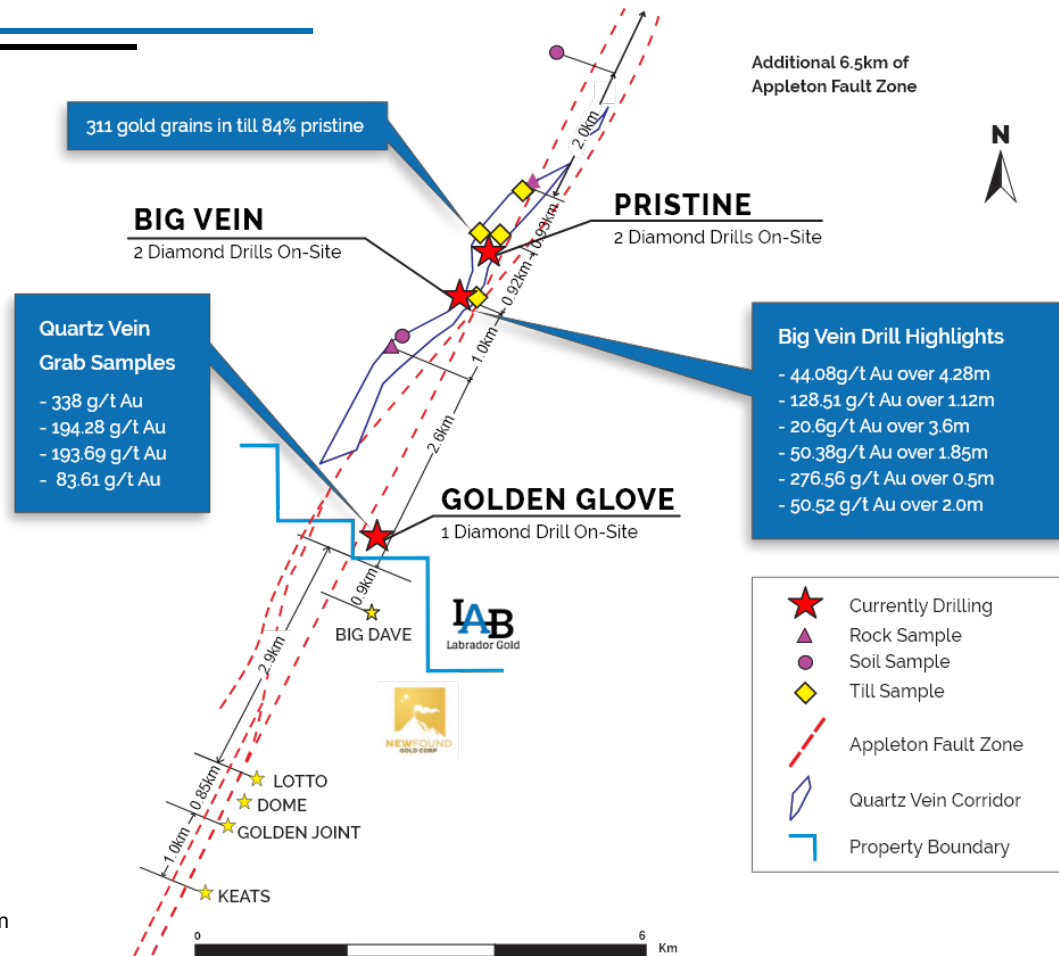 Additional 6.5km of
Appleton Fault Zone
311 gold grains in till 84% pristine
2.0km
N
BIG VEIN
2 Diamond Drills On-Site
PRISTINE
2 Diamond Drills On-Site
0.93km
0.92km
1.0km
2.6km
Quartz Vein
Grab Samples
- 338 g/t Au
- 194.28 g/t Au
- 193.69 g/t Au
- 83.61 g/t Au
Big Vein Drill Highlights
- 44.08g/t Au over 4.28m
- 128.51 g/t Au over 1.12m
- 20.6g/t Au over 3.6m
- 50.38g/t Au over 1.85m
- 276.56 g/t Au over 0.5m
- 50.52 g/t Au over 2.0m
GOLDEN GLOVE
1 Diamond Drill On-Site
0.9km
BIG DAVE
LAB
Labrador Gold
2.9km
NEWFOUND
GOLD CORP
LOTTO
0.85km
DOME
GOLDEN JOINT
1.0km
KEATS
Currently Drilling
Rock Sample
Soil Sample
Till Sample
Appleton Fault Zone
Quartz Vein Corridor
Property Boundary
m
0
6
Km